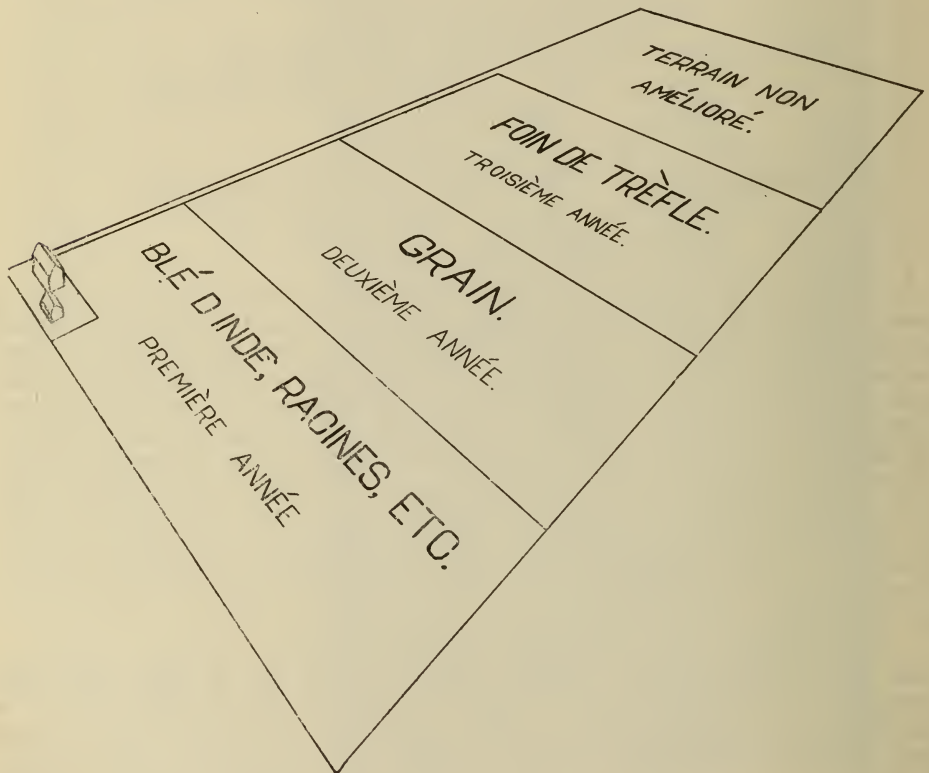 TERRAIN NON
AMÉLIORÉ.
FOIN DE TRÈFLE.
TROISIÈME ANNÉE.
GRAIN.
DEUXIÈME ANNÉE.
BLÉ D INDE, RACINES, ETC.
PREMIÈRE ANNÉE